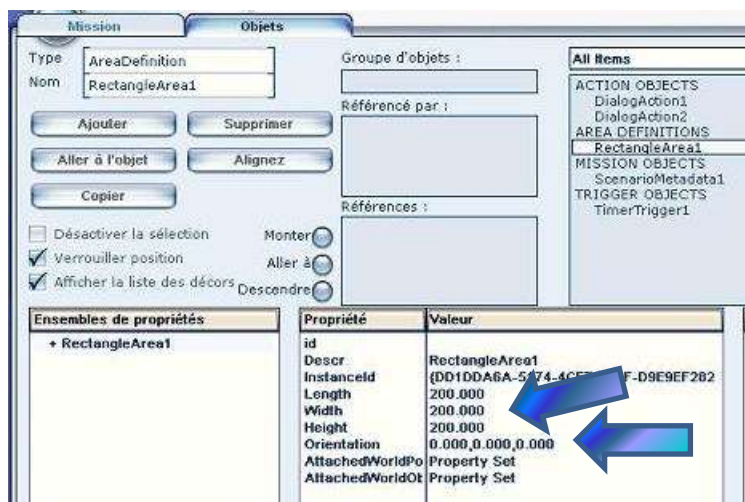 Mission
Objets
Type AreaDefinition
Nom RectangleArea1
Ajouter Supprimer
Aller à l'objet Alignez
Copier
Désactiver la sélection
Verrouiller position
Afficher la liste des décors
Monter
Aller à
Descendre
Groupe d'objets :
Référencé par :
Références :
All Items
ACTION OBJECTS
DialogAction1
DialogAction2
AREA DEFINITIONS
RectangleArea1
MISSION OBJECTS
ScenarioMetadata1
TRIGGER OBJECTS
TimerTrigger1
Ensembles de propriétés
+ RectangleArea1
Propriété Valeur
id
Descr RectangleArea1
InstanceId
Length 200.000
Width 200.000
Height 200.000
Orientation 0.000,0.000,0.000
AttachedWorldPo Property Set
AttachedWorldOb Property Set